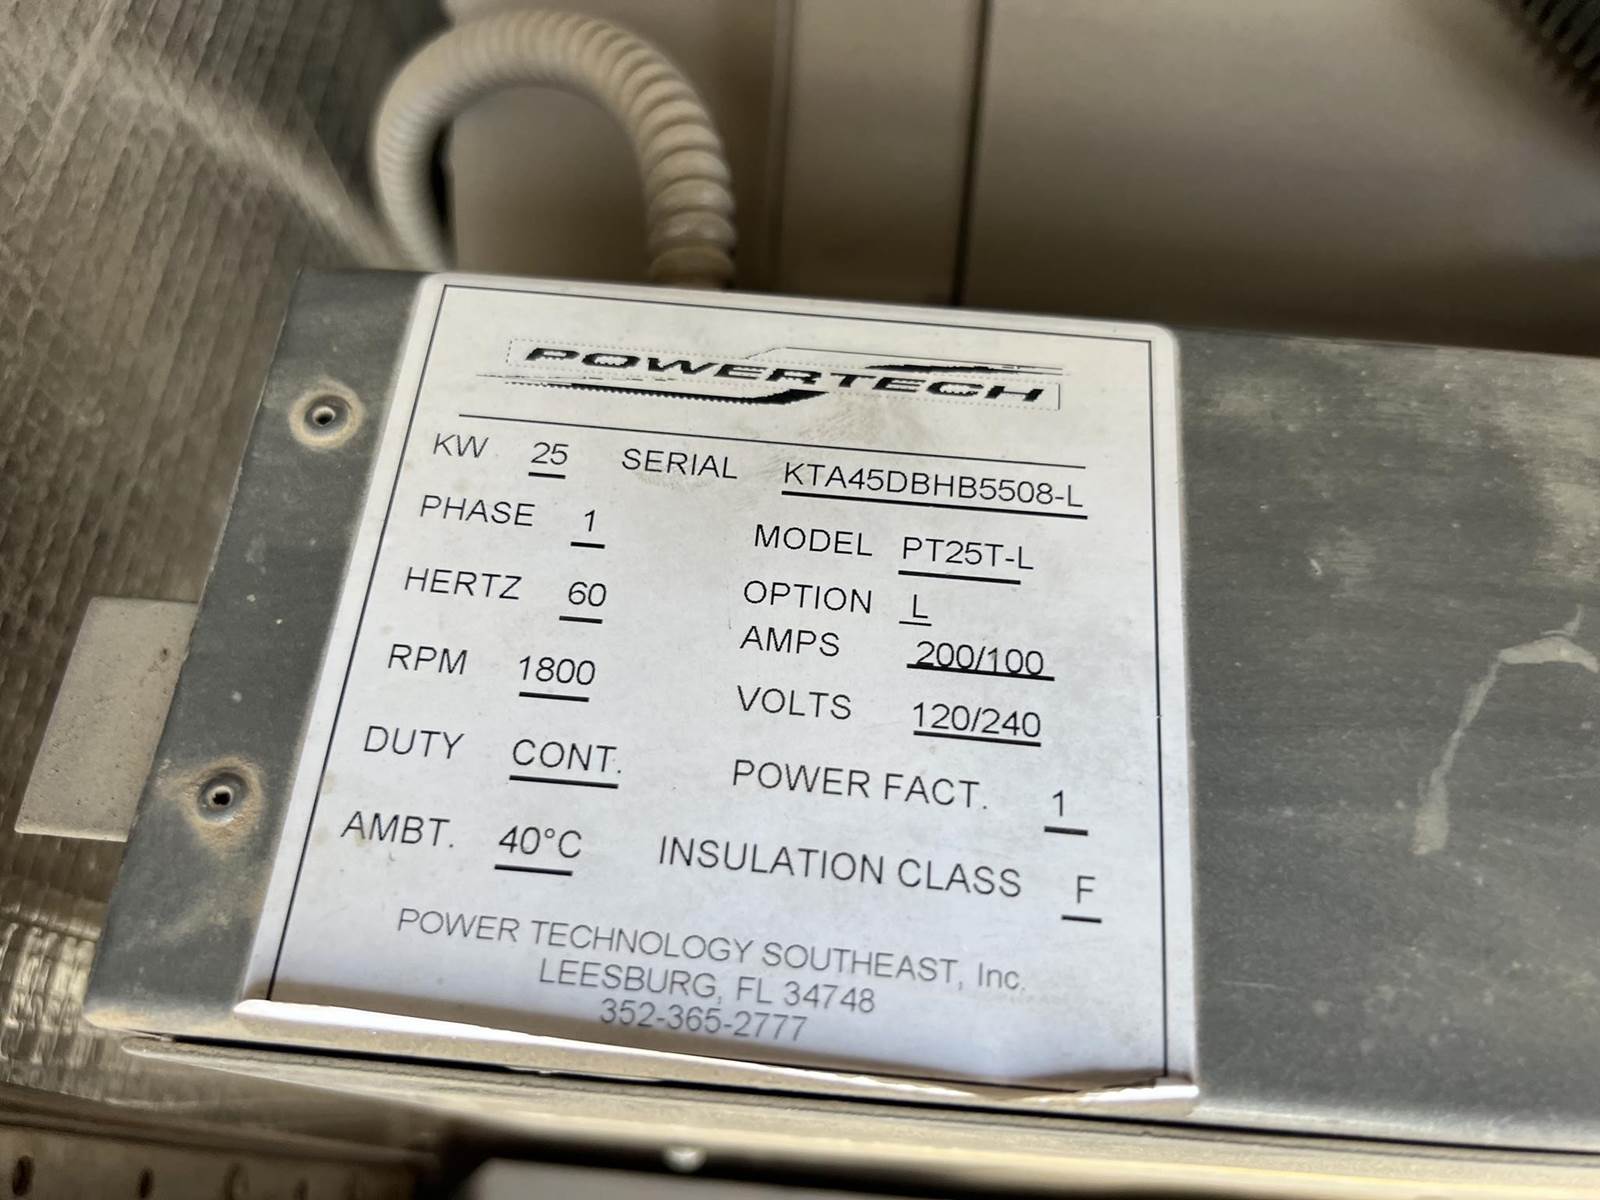 POWERTECH
KW 25 SERIAL KTA45DBHB5508-L
PHASE 1 MODEL PT25T-L
HERTZ 60 OPTION L
RPM 1800 AMPS 200/100
VOLTS 120/240
DUTY CONT. POWER FACT. 1
AMBT. 40°C INSULATION CLASS F
POWER TECHNOLOGY SOUTHEAST, Inc.
LEESBURG, FL 34748
352-365-2777